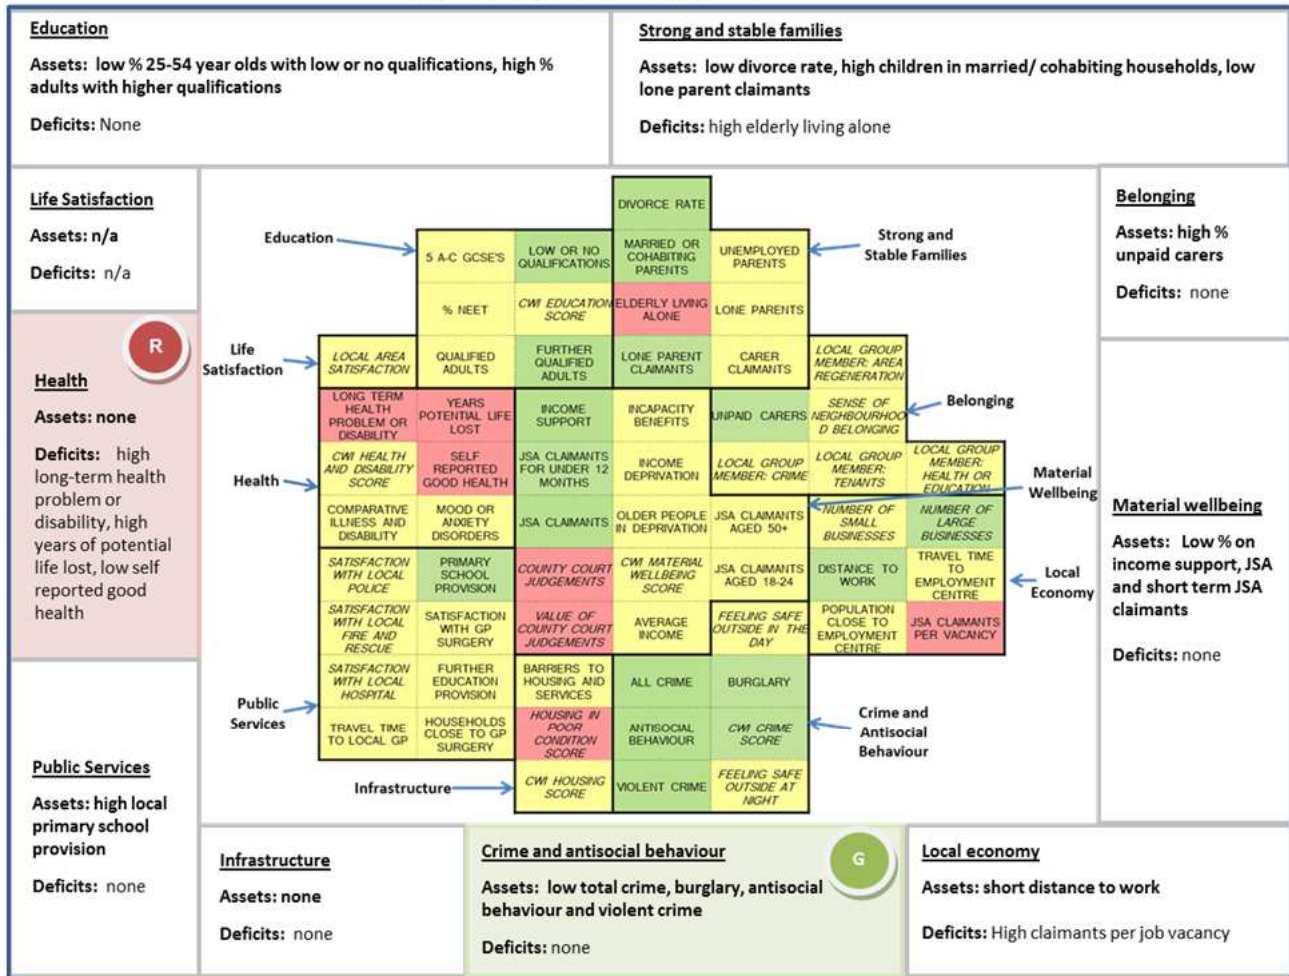 Education
Assets: low % 25-54 year olds with low or no qualifications, high %
adults with higher qualifications
Deficits: None
Strong and stable families
Assets: low divorce rate, high children in married/ cohabiting households, low
lone parent claimants
Deficits: high elderly living alone
Life Satisfaction
Assets: n/a
Deficits: n/a
R
Health
Assets: none
Deficits: high
long-term health
problem or
disability, high
years of potential
life lost, low self
reported good
health
Public Services
Assets: high local
primary school
provision
Deficits: none
Education
Life
Satisfaction
Health
Public
Services
Infrastructure
DIVORCE RATE
5 A-C GCSE'S
LOW OR NO
QUALIFICATIONS
MARRIED OR
COHABITING
PARENTS
UNEMPLOYED
PARENTS
% NEET
CWI EDUCATION
SCORE
ELDERLY LIVING
ALONE
LONE PARENTS
LOCAL AREA
SATISFACTION
QUALIFIED
ADULTS
FURTHER
QUALIFIED
ADULTS
LONE PARENT
CLAIMANTS
CARER
CLAIMANTS
LOCAL GROUP
MEMBER: AREA
REGENERATION
LONG TERM
HEALTH
PROBLEM OR
DISABILITY
YEARS
POTENTIAL LIFE
LOST
INCOME
SUPPORT
INCAPACITY
BENEFITS
UNPAID CARERS
SENSE OF
NEIGHBOURHOO
D BELONGING
CWI HEALTH
AND DISABILITY
SCORE
SELF
REPORTED
GOOD HEALTH
JSA CLAIMANTS
FOR UNDER 12
MONTHS
INCOME
DEPRIVATION
LOCAL GROUP
MEMBER: CRIME
LOCAL GROUP
MEMBER:
TENANTS
LOCAL GROUP
MEMBER:
HEALTH OR
EDUCATION
COMPARATIVE
ILLNESS AND
DISABILITY
MOOD OR
ANXIETY
DISORDERS
JSA CLAIMANTS
OLDER PEOPLE
IN DEPRIVATION
JSA CLAIMANTS
AGED 50+
NUMBER OF
SMALL
BUSINESSES
NUMBER OF
LARGE
BUSINESSES
SATISFACTION
WITH LOCAL
POLICE
PRIMARY
SCHOOL
PROVISION
COUNTY COURT
JUDGEMENTS
CWI MATERIAL
WELLBEING
SCORE
JSA CLAIMANTS
AGED 18-24
DISTANCE TO
WORK
TRAVEL TIME
TO
EMPLOYMENT
CENTRE
SATISFACTION
WITH LOCAL
FIRE AND
RESCUE
SATISFACTION
WITH GP
SURGERY
VALUE OF
COUNTY COURT
JUDGEMENTS
AVERAGE
INCOME
FEELING SAFE
OUTSIDE IN THE
DAY
POPULATION
CLOSE TO
EMPLOYMENT
CENTRE
JSA CLAIMANTS
PER VACANCY
SATISFACTION
WITH LOCAL
HOSPITAL
FURTHER
EDUCATION
PROVISION
BARRIERS TO
HOUSING AND
SERVICES
ALL CRIME
BURGLARY
TRAVEL TIME
TO LOCAL GP
HOUSEHOLDS
CLOSE TO GP
SURGERY
HOUSING IN
POOR
CONDITION
SCORE
ANTISOCIAL
BEHAVIOUR
CWI CRIME
SCORE
CWI HOUSING
SCORE
VIOLENT CRIME
FEELING SAFE
OUTSIDE AT
NIGHT
Strong and
Stable Families
Belonging
Material
Wellbeing
Local
Economy
Crime and
Antisocial
Behaviour
Belonging
Assets: high %
unpaid carers
Deficits: none
Material wellbeing
Assets: Low % on
income support, JSA
and short term JSA
claimants
Deficits: none
Infrastructure
Assets: none
Deficits: none
Crime and antisocial behaviour
G
Assets: low total crime, burglary, antisocial
behaviour and violent crime
Deficits: none
Local economy
Assets: short distance to work
Deficits: High claimants per job vacancy